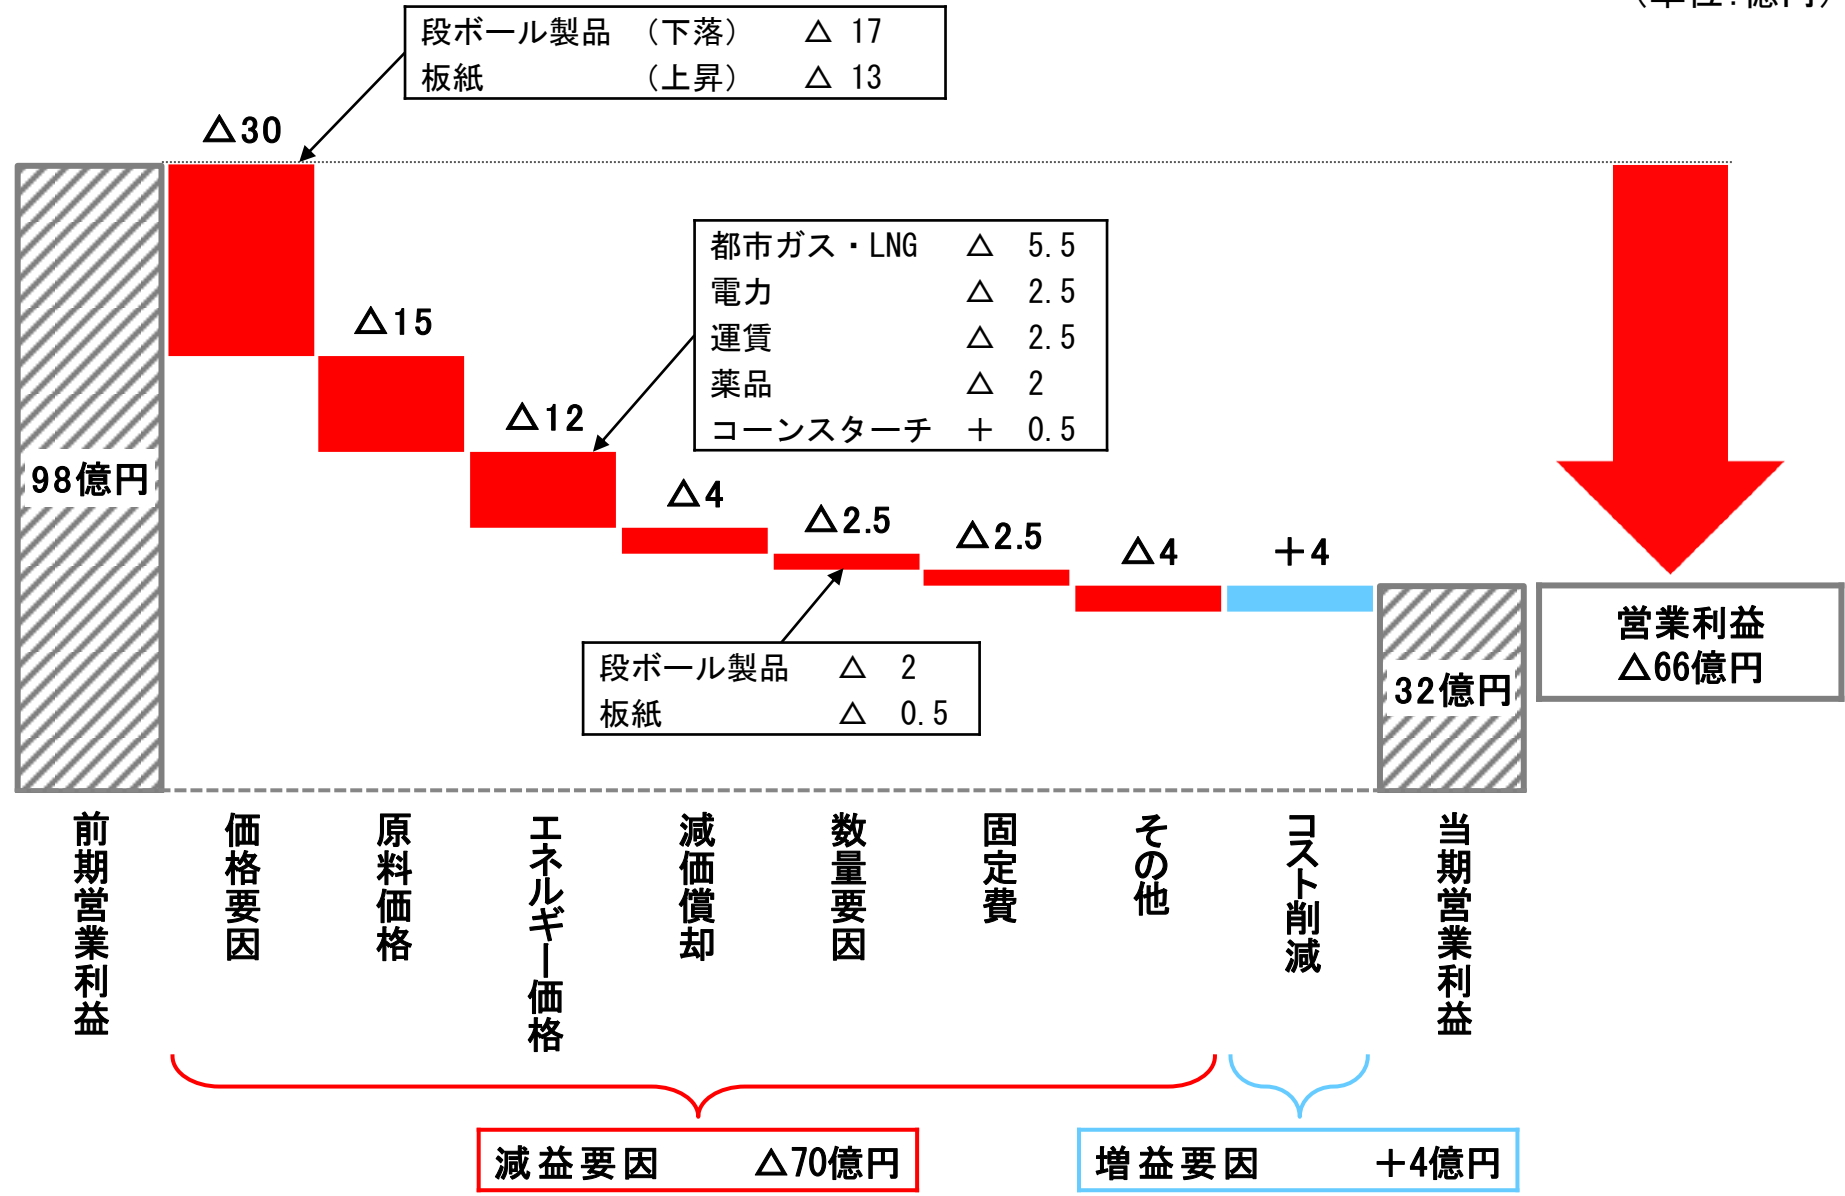 （単位：億円）
段ボール製品 （下落） △ 17
板紙 （上昇） △ 13
△30
都市ガス・LNG △ 5.5
電力 △ 2.5
運賃 △ 2.5
薬品 △ 2
コーンスターチ ＋ 0.5
△15
△12
98億円
△4
△2.5
△2.5
△4
＋4
営業利益
△66億円
段ボール製品 △ 2
板紙 △ 0.5
32億円
前期営業利益
価格要因
原料価格
エネルギー価格
減価償却
数量要因
固定費
その他
コスト削減
当期営業利益
減益要因 △70億円
増益要因 ＋4億円